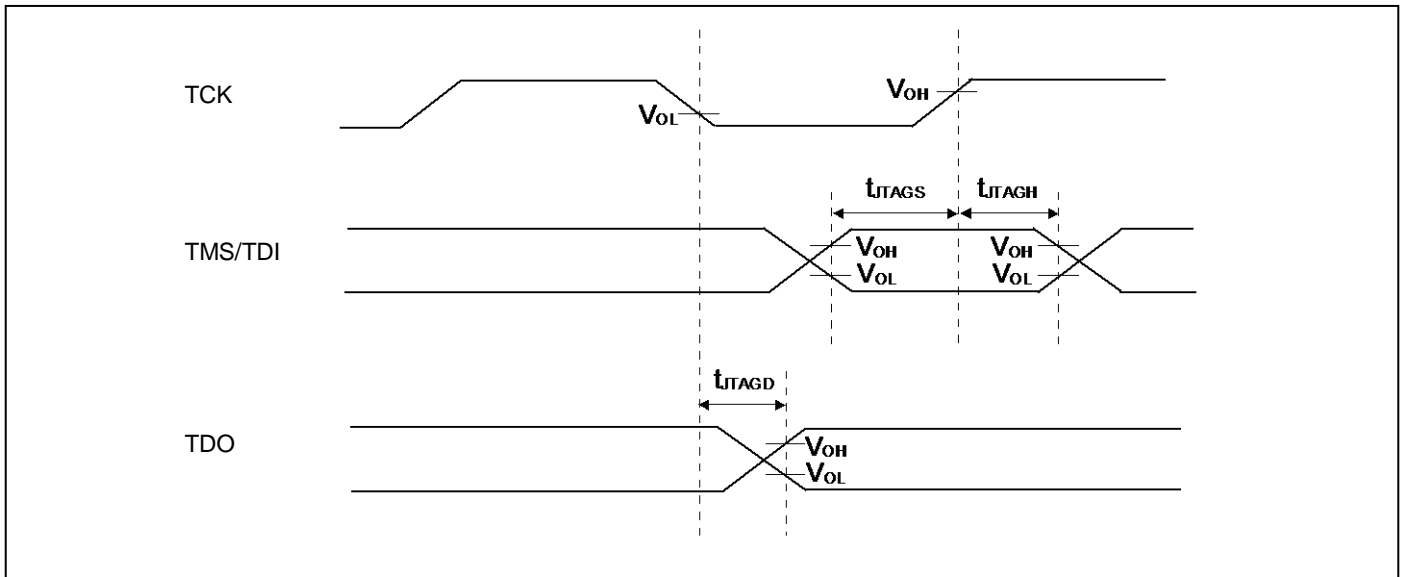 TCK
VOL
VOH
tJTAGS
tJTAGH
TMS/TDI
VOH
VOL
VOH
VOL
tJTAGD
TDO
VOH
VOL